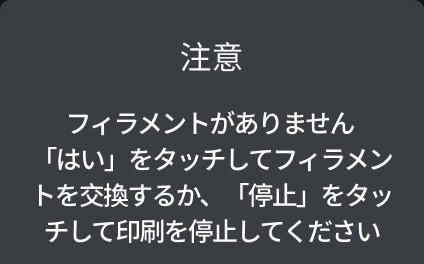 注意
フィラメントがありません
「はい」をタッチしてフィラメン
トを交換するか、「停止」をタッ
チして印刷を停止してください